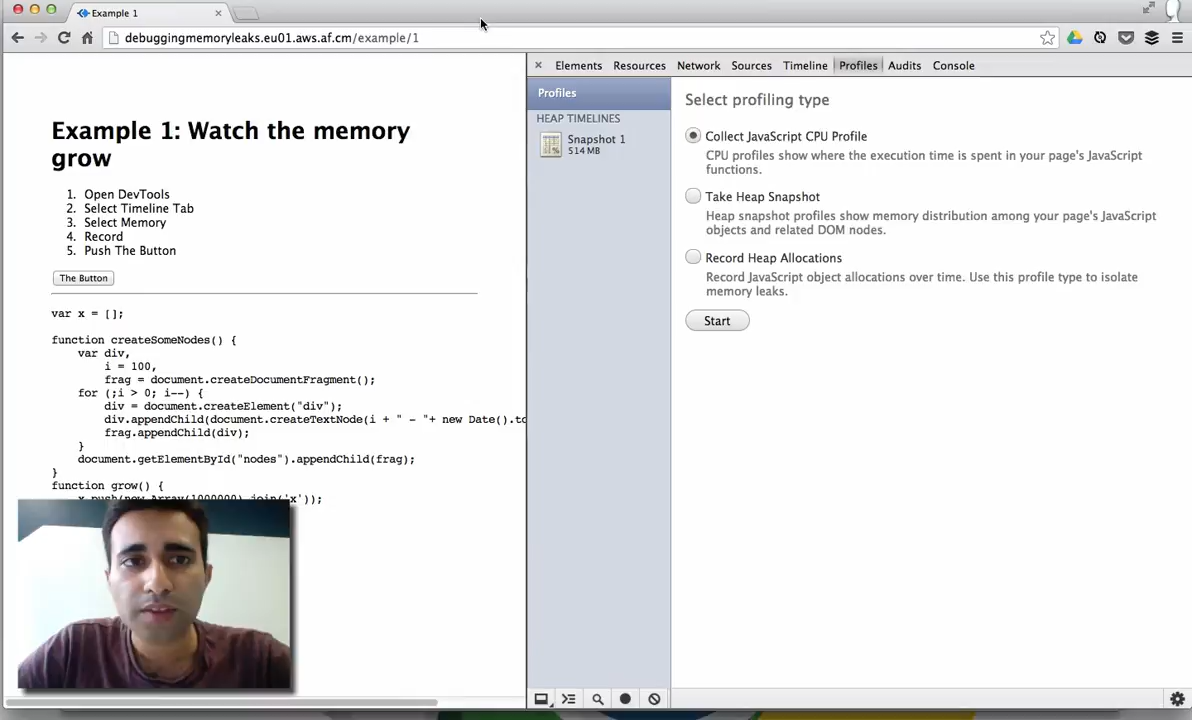 Example 1
debuggingmemoryleaks.eu01.aws.af.cm/example/1
Elements Resources Network Sources Timeline Profiles Audits Console
Example 1: Watch the memory
grow
1. Open DevTools
2. Select Timeline Tab
3. Select Memory
4. Record
5. Push The Button
The Button
var x = [];
function createSomeNodes() {
var div,
i = 100,
frag = document.createDocumentFragment();
for (;i > 0; i--) {
div = document.createElement("div");
div.appendChild(document.createTextNode(i + " - "+ new Date().to
frag.appendChild(div);
}
document.getElementById("nodes").appendChild(frag);
}
function grow() {
x.push(new Array(1000000).join('x'));
Profiles
HEAP TIMELINES
Snapshot 1
514 MB
Select profiling type
Collect JavaScript CPU Profile
CPU profiles show where the execution time is spent in your page's JavaScript
functions.
Take Heap Snapshot
Heap snapshot profiles show memory distribution among your page's JavaScript
objects and related DOM nodes.
Record Heap Allocations
Record JavaScript object allocations over time. Use this profile type to isolate
memory leaks.
Start